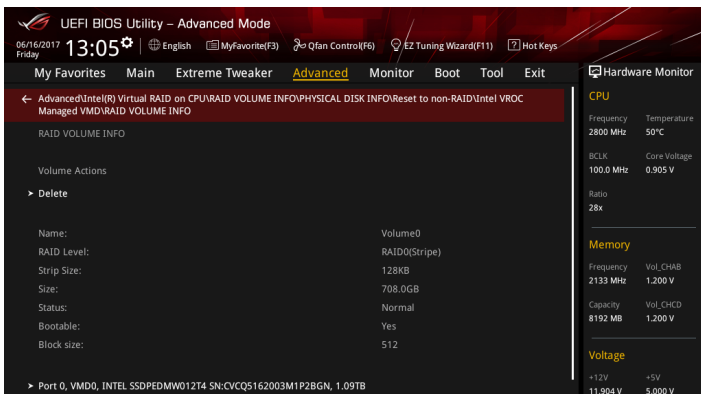 UEFI BIOS Utility – Advanced Mode
06/16/2017 Friday 13:05 English MyFavorite(F3) Qfan Control(F6) EZ Tuning Wizard(F11) ? Hot Keys
My Favorites Main Extreme Tweaker Advanced Monitor Boot Tool Exit
Hardware Monitor
← Advanced\Intel(R) Virtual RAID on CPU\RAID VOLUME INFO\PHYSICAL DISK INFO\Reset to non-RAID\Intel VROC
Managed VMD\RAID VOLUME INFO
RAID VOLUME INFO
Volume Actions
> Delete
Name: Volume0
RAID Level: RAID0(Stripe)
Strip Size: 128KB
Size: 708.0GB
Status: Normal
Bootable: Yes
Block size: 512
> Port 0, VMD0, INTEL SSDPEDMW012T4 SN:CVCQ5162003M1P2BGN, 1.09TB
CPU
Frequency Temperature
2800 MHz 50°C
BCLK Core Voltage
100.0 MHz 0.905 V
Ratio
28x
Memory
Frequency Vol_CHAB
2133 MHz 1.200 V
Capacity Vol_CHCD
8192 MB 1.200 V
Voltage
+12V +5V
11.904 V 5.000 V